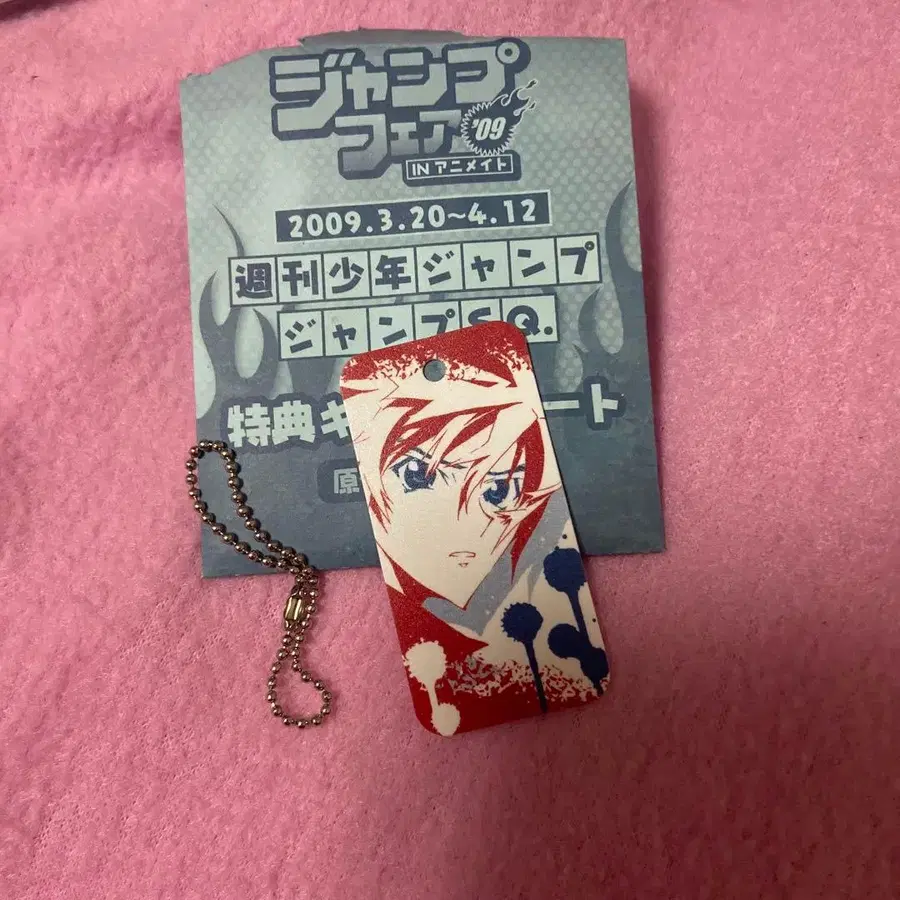 ジャンプ
フェア'09
IN アニメイト
2009.3.20~4.12
週刊少年ジャンプ
ジャンプSQ.
特典キ ート
原